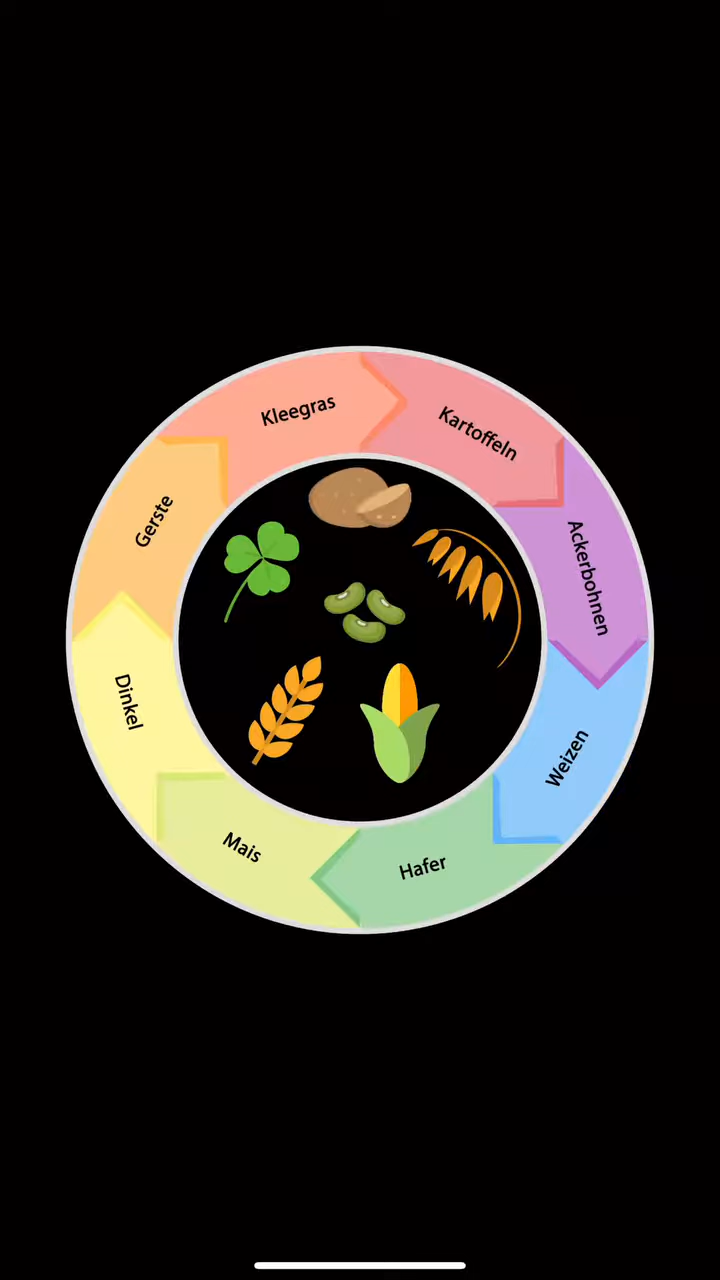 Kleegras
Kartoffeln
Ackerbohnen
Weizen
Hafer
Mais
Dinkel
Gerste